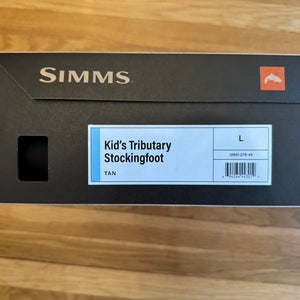 SIMMS
Kid's Tributary
Stockingfoot
TAN
L